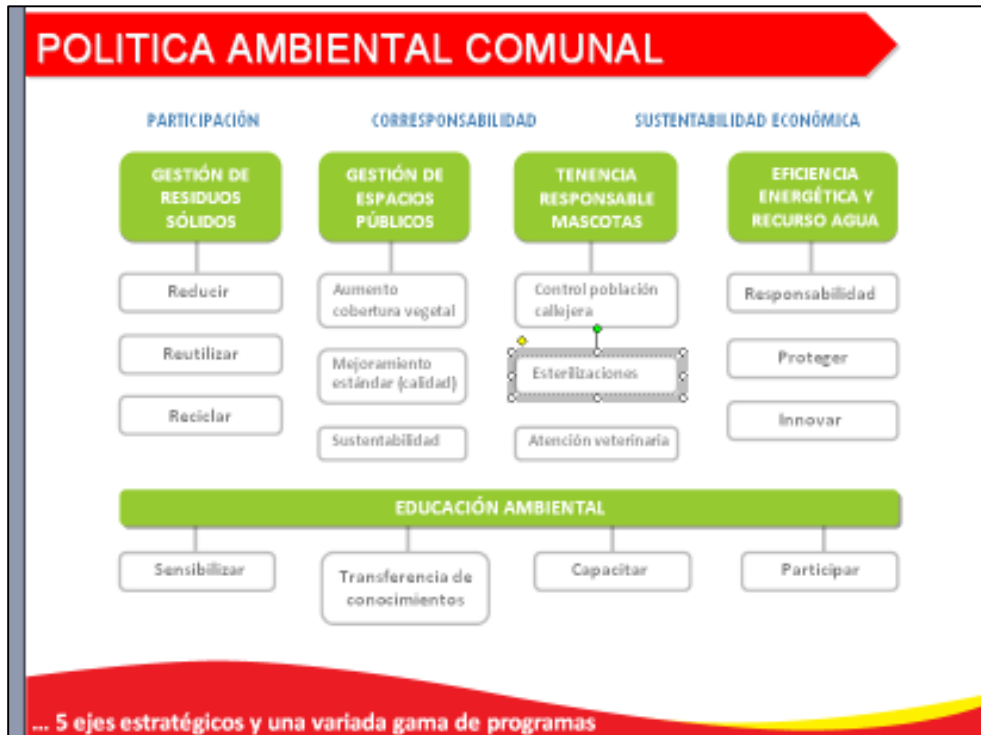 POLITICA AMBIENTAL COMUNAL
PARTICIPACIÓN
CORRESPONSABILIDAD
SUSTENTABILIDAD ECONÓMICA
GESTIÓN DE
RESIDUOS
SÓLIDOS
Reducir
Reutilizar
Reciclar
GESTIÓN DE
ESPACIOS
PÚBLICOS
Aumento
cobertura vegetal
Mejoramiento
estándar (calidad)
Sustentabilidad
TENENCIA
RESPONSABLE
MASCOTAS
Control población
callejera
Esterilizaciones
Atención veterinaria
EFICIENCIA
ENERGÉTICA Y
RECURSO AGUA
Responsabilidad
Proteger
Innovar
EDUCACIÓN AMBIENTAL
Sensibilizar
Transferencia de
conocimientos
Capacitar
Participar
... 5 ejes estratégicos y una variada gama de programas